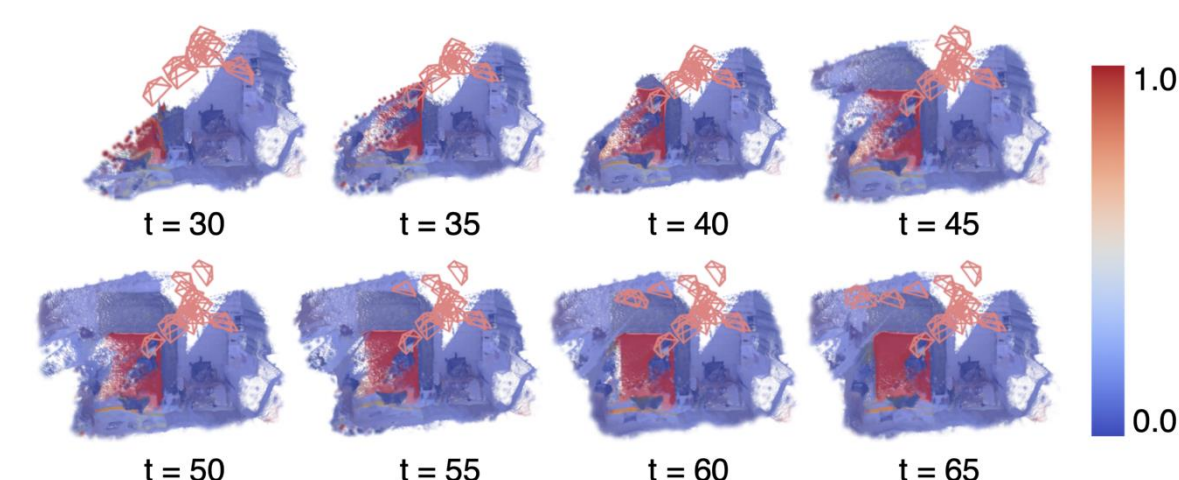 t = 30
t = 35
t = 40
t = 45
1.0
0.0
t = 50
t = 55
t = 60
t = 65